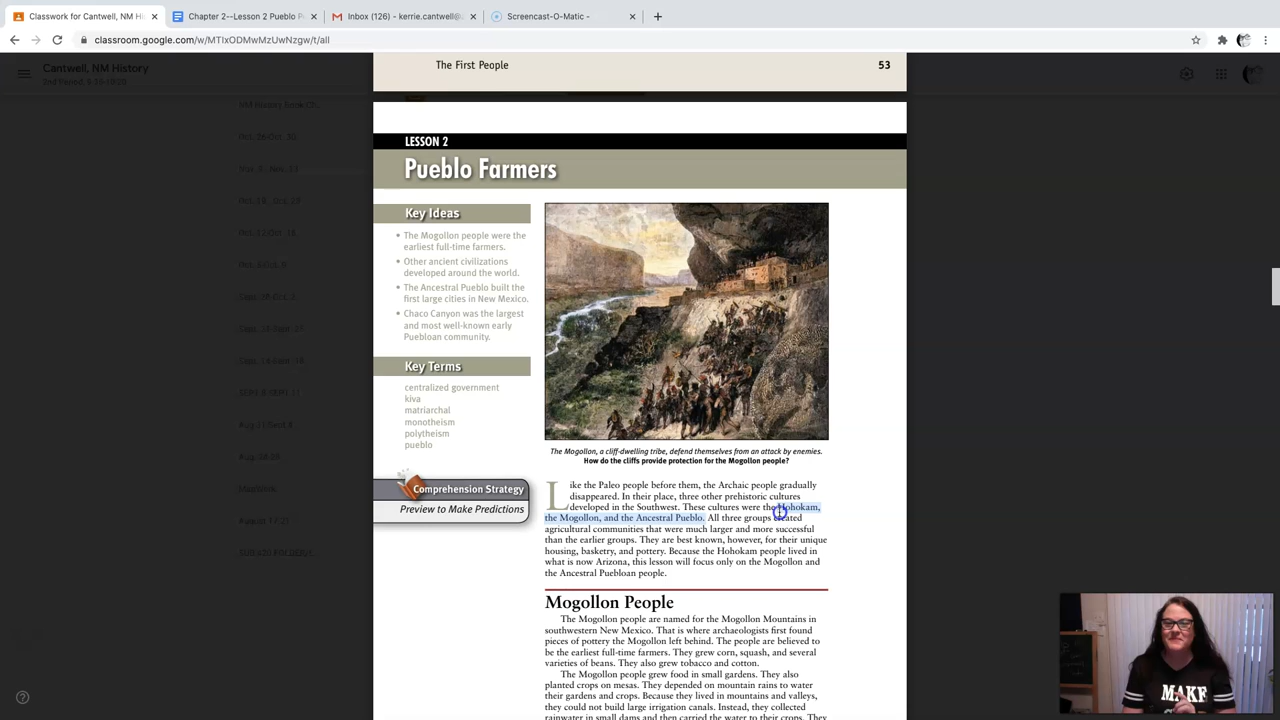 Classwork for Cantwell, NM Hi
Chapter 2--Lesson 2 Pueblo P
Inbox (126) - kerrie.cantwell@
Screencast-O-Matic -
classroom.google.com/w/MTIxODMwMzUwNzgw/t/all
Cantwell, NM History
The First People 53
LESSON 2
Pueblo Farmers
Key Ideas
• The Mogollon people were the
earliest full-time farmers.
• Other ancient civilizations
developed around the world.
• The Ancestral Pueblo built the
first large cities in New Mexico.
• Chaco Canyon was the largest
and most well-known early
Puebloan community.
Key Terms
centralized government
kiva
matriarchal
monotheism
polytheism
pueblo
Comprehension Strategy
Preview to Make Predictions
The Mogollon, a cliff-dwelling tribe, defend themselves from an attack by enemies.
How do the cliffs provide protection for the Mogollon people?
Like the Paleo people before them, the Archaic people gradually
disappeared. In their place, three other prehistoric cultures
developed in the Southwest. These cultures were the Hohokam,
the Mogollon, and the Ancestral Pueblo. All three groups created
agricultural communities that were much larger and more successful
than the earlier groups. They are best known, however, for their unique
housing, basketry, and pottery. Because the Hohokam people lived in
what is now Arizona, this lesson will focus only on the Mogollon and
the Ancestral Puebloan people.
Mogollon People
The Mogollon people are named for the Mogollon Mountains in
southwestern New Mexico. That is where archaeologists first found
pieces of pottery the Mogollon left behind. The people are believed to
be the earliest full-time farmers. They grew corn, squash, and several
varieties of beans. They also grew tobacco and cotton.
The Mogollon people grew food in small gardens. They also
planted crops on mesas. They depended on mountain rains to water
their gardens and crops. Because they lived in mountains and valleys,
they could not build large irrigation canals. Instead, they collected
rainwater in small dams and then carried the water to their crops. They
MAKE